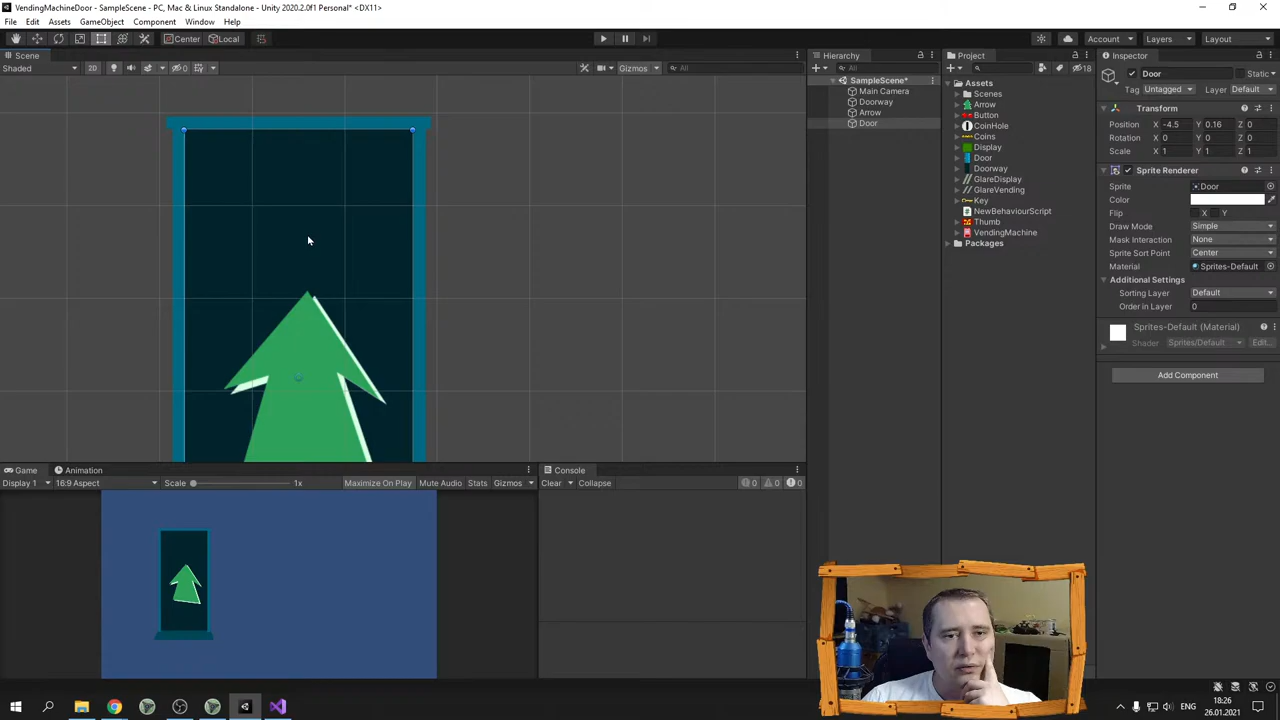 VendingMachineDoor - SampleScene - PC, Mac & Linux Standalone - Unity 2020.2.0f1 Personal* <DX11>
File Edit Assets GameObject Component Window Help
Center Local Account Layers Layout
Scene Hierarchy Project Inspector
Shaded 2D 0 Gizmos All
All 18
Door Static
Tag Untagged Layer Default
SampleScene*
Main Camera
Doorway
Arrow
Door
Assets
Scenes
Arrow
Button
CoinHole
Coins
Display
Door
Doorway
GlareDisplay
GlareVending
Key
NewBehaviourScript
Thumb
VendingMachine
Packages
Transform
Position X -4.5 Y 0.16 Z 0
Rotation X 0 Y 0 Z 0
Scale X 1 Y 1 Z 1
Sprite Renderer
Sprite Door
Color
Flip X Y
Draw Mode Simple
Mask Interaction None
Sprite Sort Point Center
Material Sprites-Default
Additional Settings
Sorting Layer Default
Order in Layer 0
Sprites-Default (Material)
Shader Sprites/Default Edit...
Add Component
Game Animation
Display 1 16:9 Aspect Scale 1x Maximize On Play Mute Audio Stats Gizmos
Console
Clear Collapse 0 0 0
ENG 18:26
26.01.2021